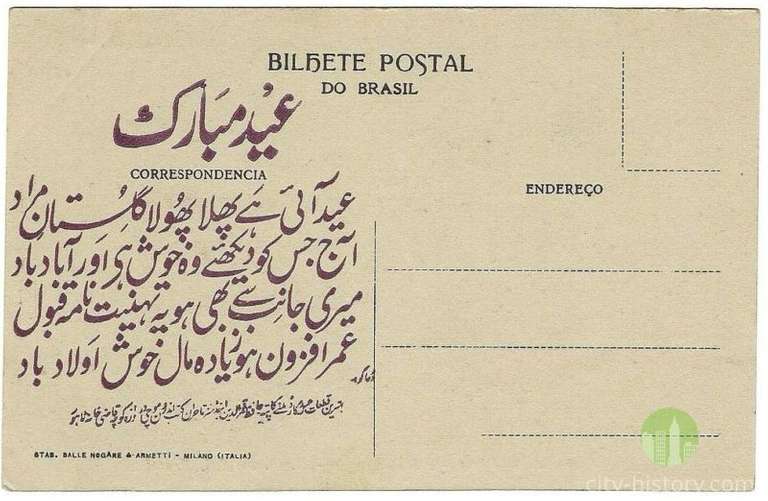 BILHETE POSTAL
DO BRASIL
عید مبارک
CORRESPONDENCIA
ENDEREÇO
عید آئی ہے پھلا پھولا گلستانِ مراد
آج جس کو دیکھئے وہ خوش ہی اور آباد باد
میری جانب سے بھی ہو یہ تہنیت نامہ قبول
عمر افزون ہو زیادہ مال خوش اولاد باد
دعاگو۔
STAB. BALLE NOGARE & ARMETTI - MILANO (ITALIA)
city-history.com